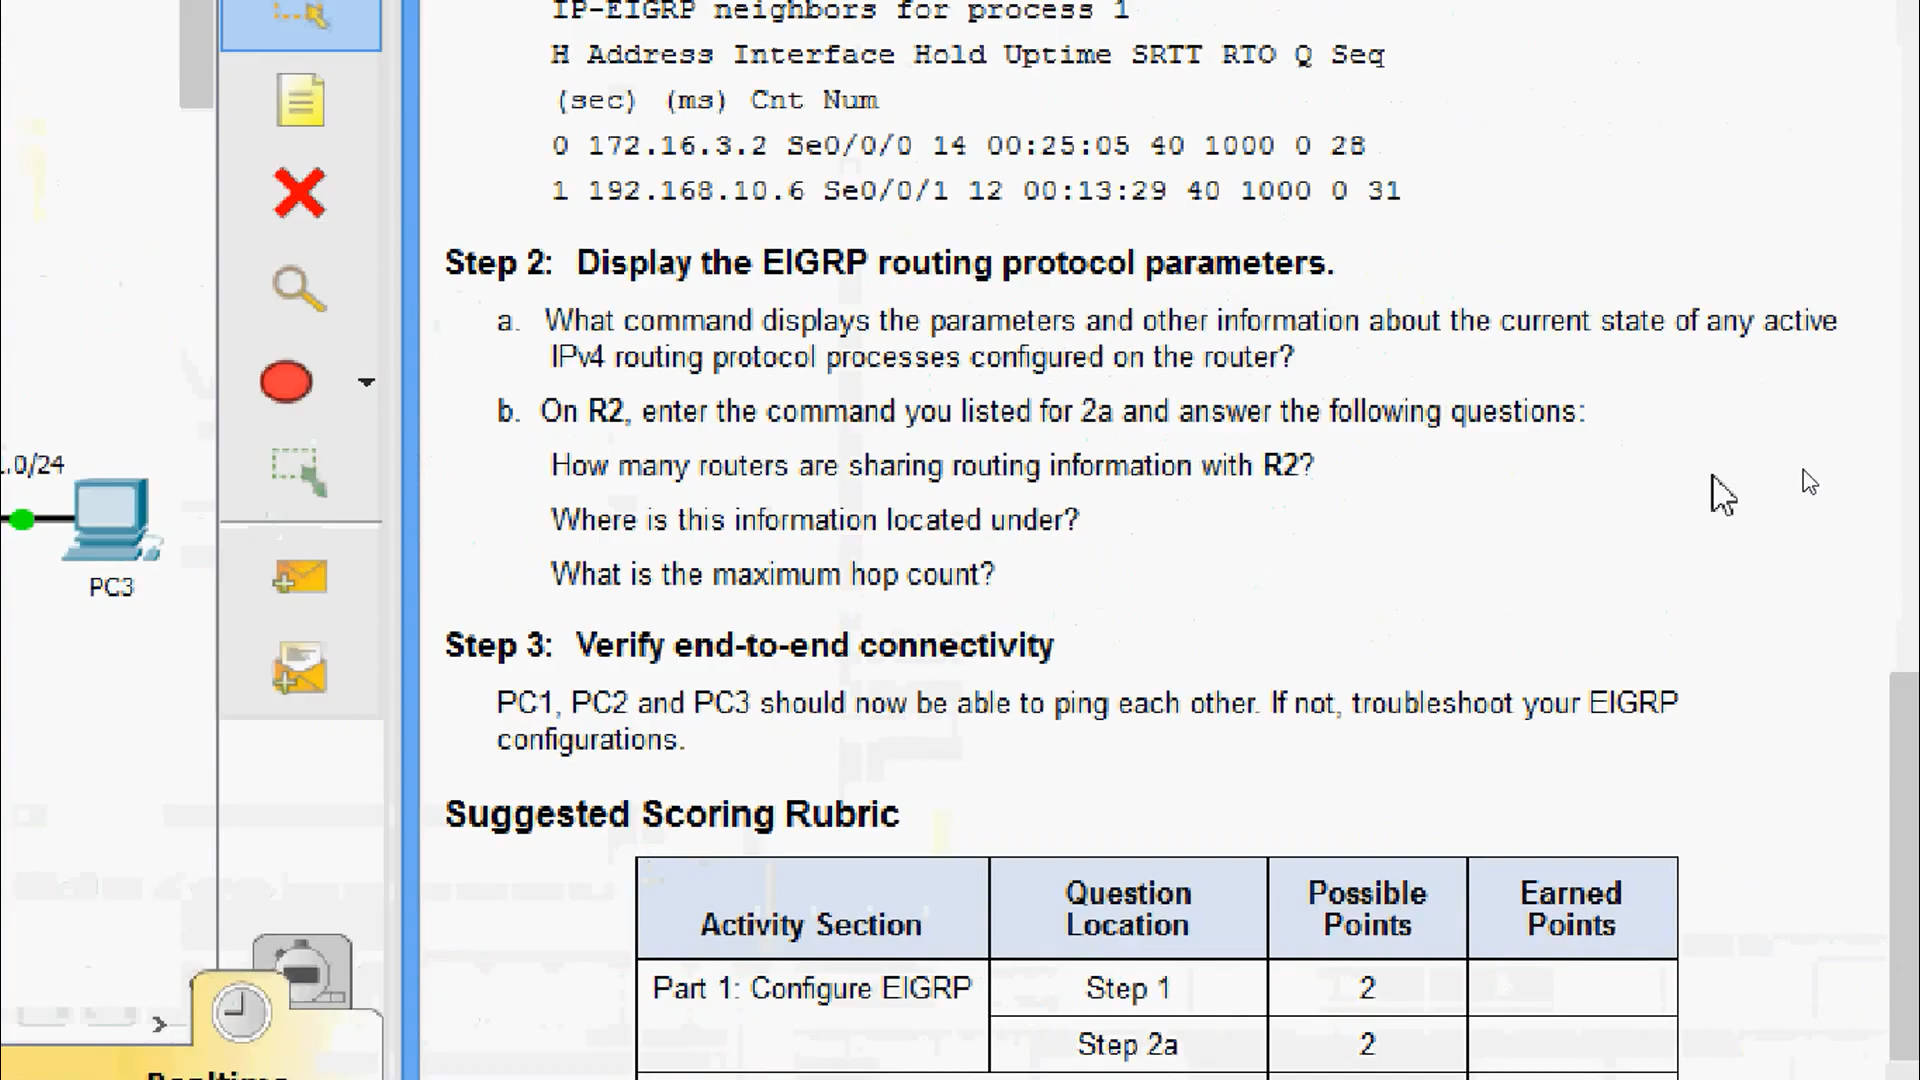 IP-EIGRP neighbors for process 1
H Address Interface Hold Uptime SRTT RTO Q Seq
(sec) (ms) Cnt Num
0 172.16.3.2 Se0/0/0 14 00:25:05 40 1000 0 28
1 192.168.10.6 Se0/0/1 12 00:13:29 40 1000 0 31
Step 2: Display the EIGRP routing protocol parameters.
a. What command displays the parameters and other information about the current state of any active
IPv4 routing protocol processes configured on the router?
b. On R2, enter the command you listed for 2a and answer the following questions:
How many routers are sharing routing information with R2?
Where is this information located under?
What is the maximum hop count?
Step 3: Verify end-to-end connectivity
PC1, PC2 and PC3 should now be able to ping each other. If not, troubleshoot your EIGRP
configurations.
Suggested Scoring Rubric
Activity Section
Question
Location
Possible
Points
Earned
Points
Part 1: Configure EIGRP
Step 1
2
Step 2a
2
.0/24
PC3
Realtime